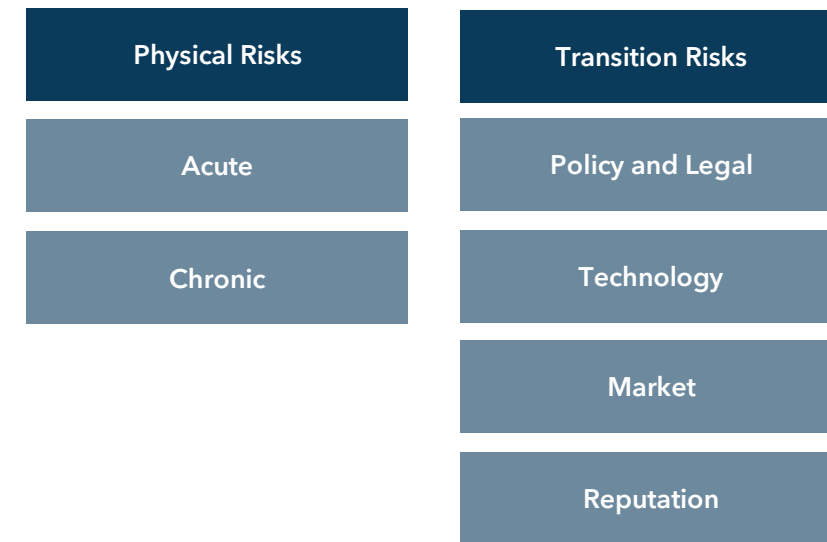 Physical Risks
Acute
Chronic
Transition Risks
Policy and Legal
Technology
Market
Reputation